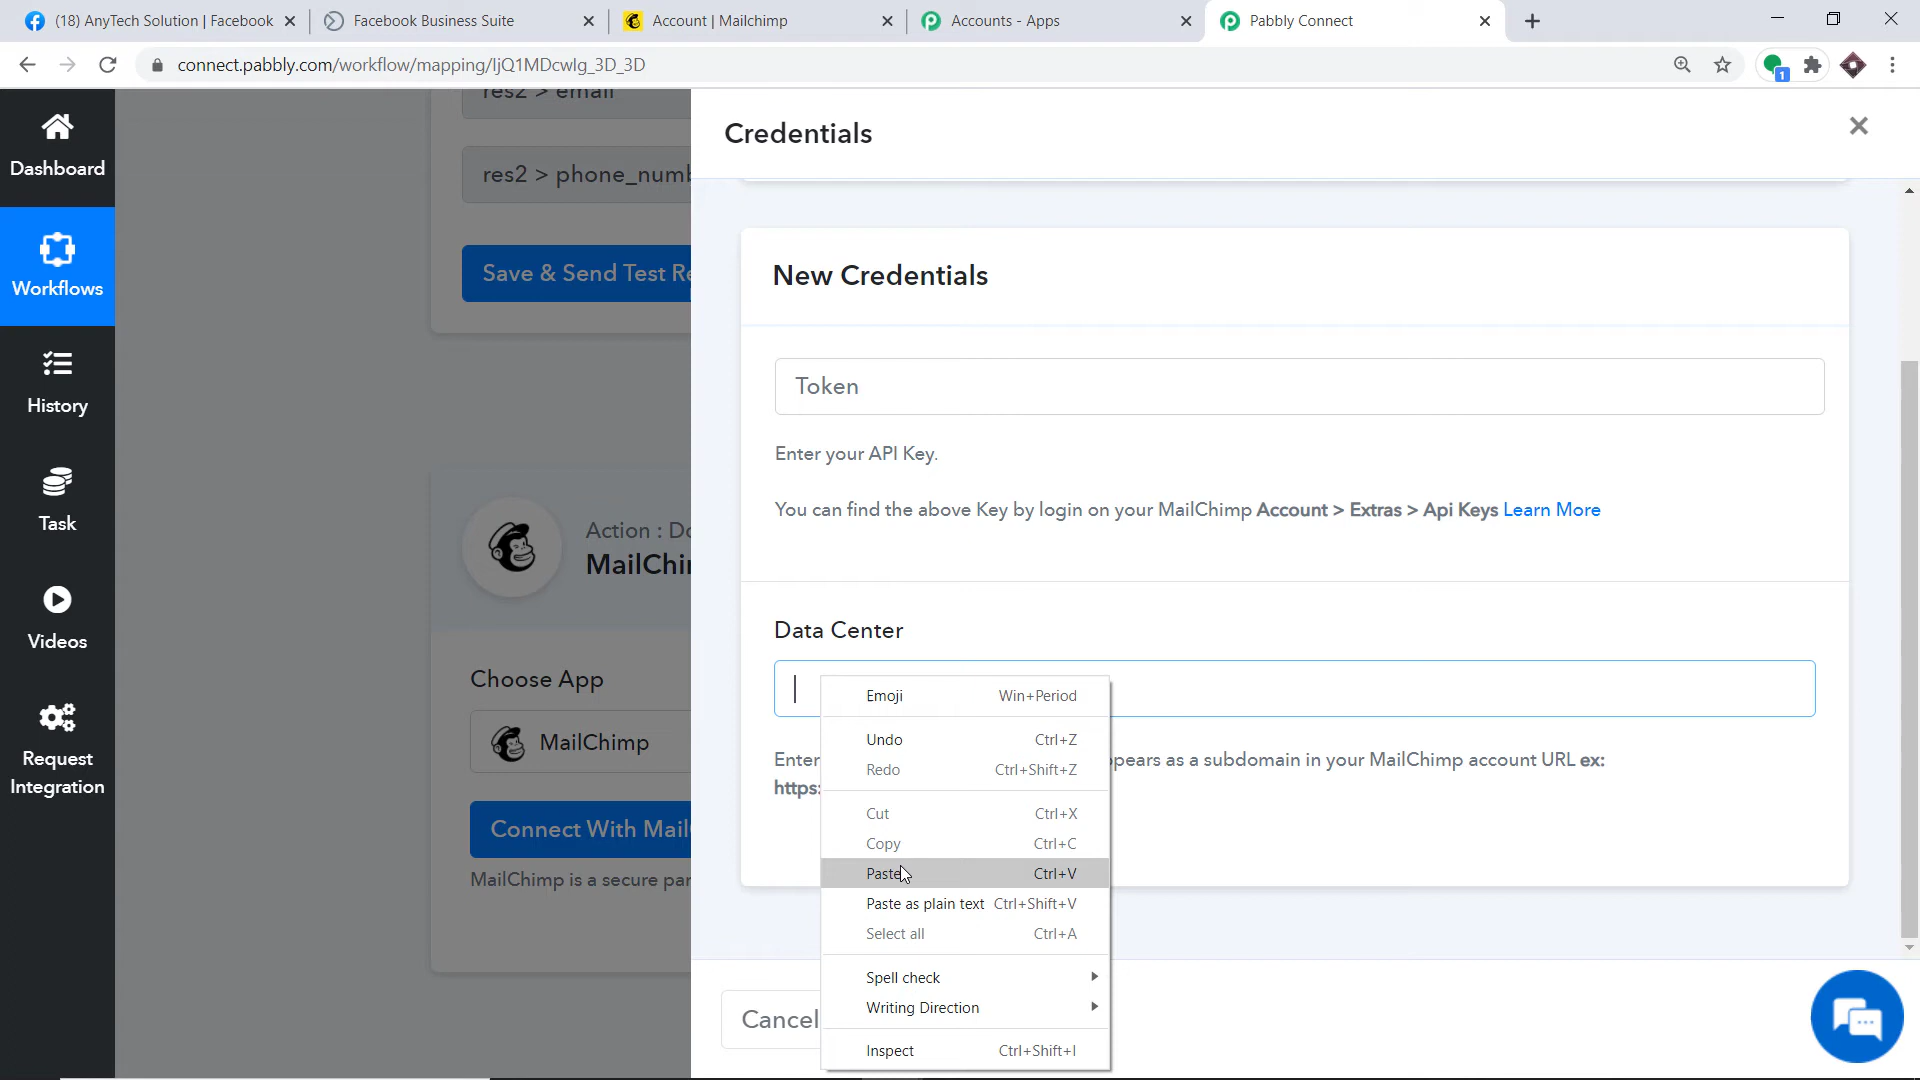 (18) AnyTech Solution | Facebook
Facebook Business Suite
Account | Mailchimp
Accounts - Apps
Pabbly Connect
connect.pabbly.com/workflow/mapping/IjQ1MDcwIg_3D_3D
1
Dashboard
Workflows
History
Task
Videos
Request
Integration
res2 > email
res2 > phone_numb
Save & Send Test Re
Action : Do
MailChi
Choose App
MailChimp
Connect With Mail
MailChimp is a secure par
Credentials
New Credentials
Token
Enter your API Key.
You can find the above Key by login on your MailChimp Account > Extras > Api Keys Learn More
Data Center
Enter
ppears as a subdomain in your MailChimp account URL ex:
https:
Cancel
Emoji Win+Period
Undo Ctrl+Z
Redo Ctrl+Shift+Z
Cut Ctrl+X
Copy Ctrl+C
Paste Ctrl+V
Paste as plain text Ctrl+Shift+V
Select all Ctrl+A
Spell check
Writing Direction
Inspect Ctrl+Shift+I